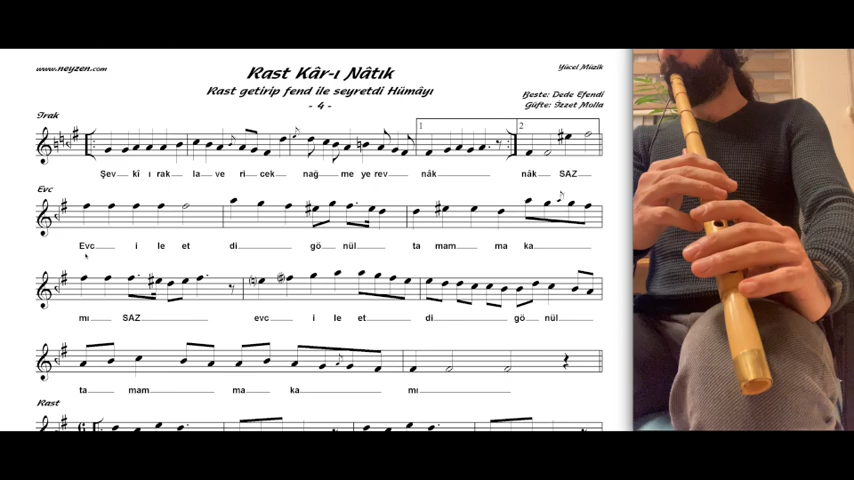 www.neyzen.com
Rast Kâr-ı Nâtık
Yücel Müzik
Rast getirip fend ile seyretdi Hümâyı
- 4 -
Beste: Dede Efendi
Güfte: İzzet Molla
Irak
1
2
Şev kî ı rak la ve ri cek nağ me ye rev nâk nâk SAZ
Evc
Evc i le et di gö nül ta mam ma ka
mı SAZ evc i le et di gö nül
ta mam ma ka mı
Rast